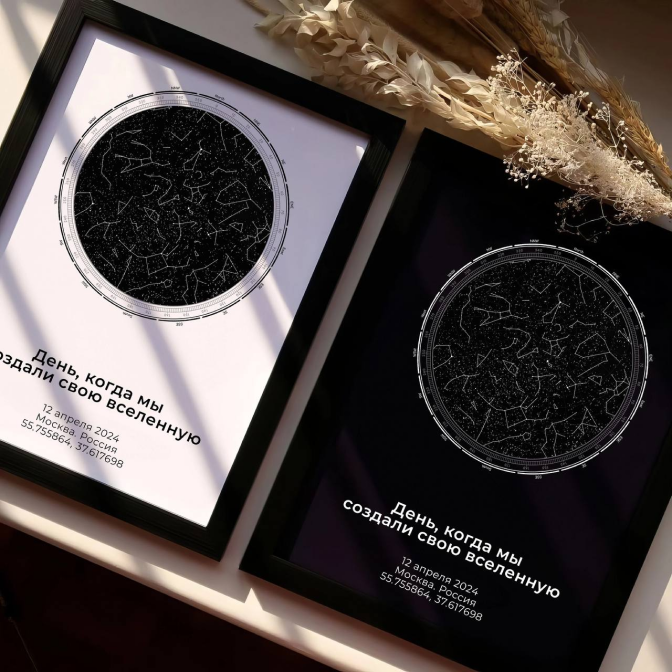 День, когда мы
создали свою вселенную
12 апреля 2024
Москва. Россия
55.755864, 37.617698
День, когда мы
создали свою вселенную
12 апреля 2024
Москва. Россия
55.755864, 37.617698